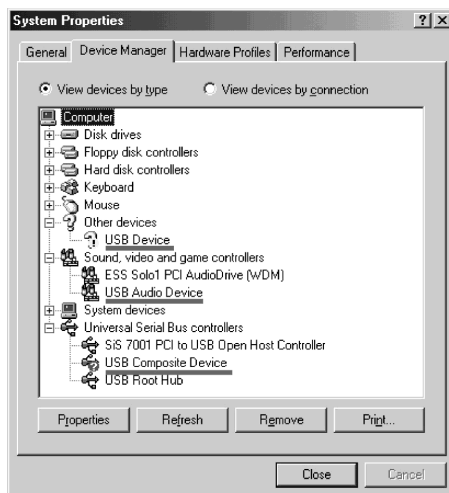 System Properties
General Device Manager Hardware Profiles Performance
View devices by type View devices by connection
Computer
Disk drives
Floppy disk controllers
Hard disk controllers
Keyboard
Mouse
Other devices
USB Device
Sound, video and game controllers
ESS Solo1 PCI AudioDrive (WDM)
USB Audio Device
System devices
Universal Serial Bus controllers
SiS 7001 PCI to USB Open Host Controller
USB Composite Device
USB Root Hub
Properties Refresh Remove Print...
Close Cancel